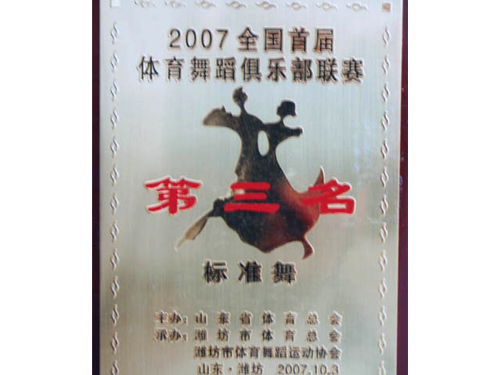 2007全国首届
体育舞蹈俱乐部联赛
第三名
标准舞
主办：山东省体育总会
承办：潍坊市体育总会
潍坊市体育舞蹈运动协会
山东·潍坊 2007.10.3